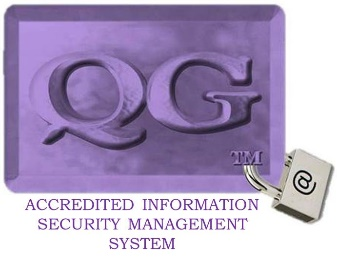 QG
TM
@
ACCREDITED INFORMATION
SECURITY MANAGEMENT
SYSTEM